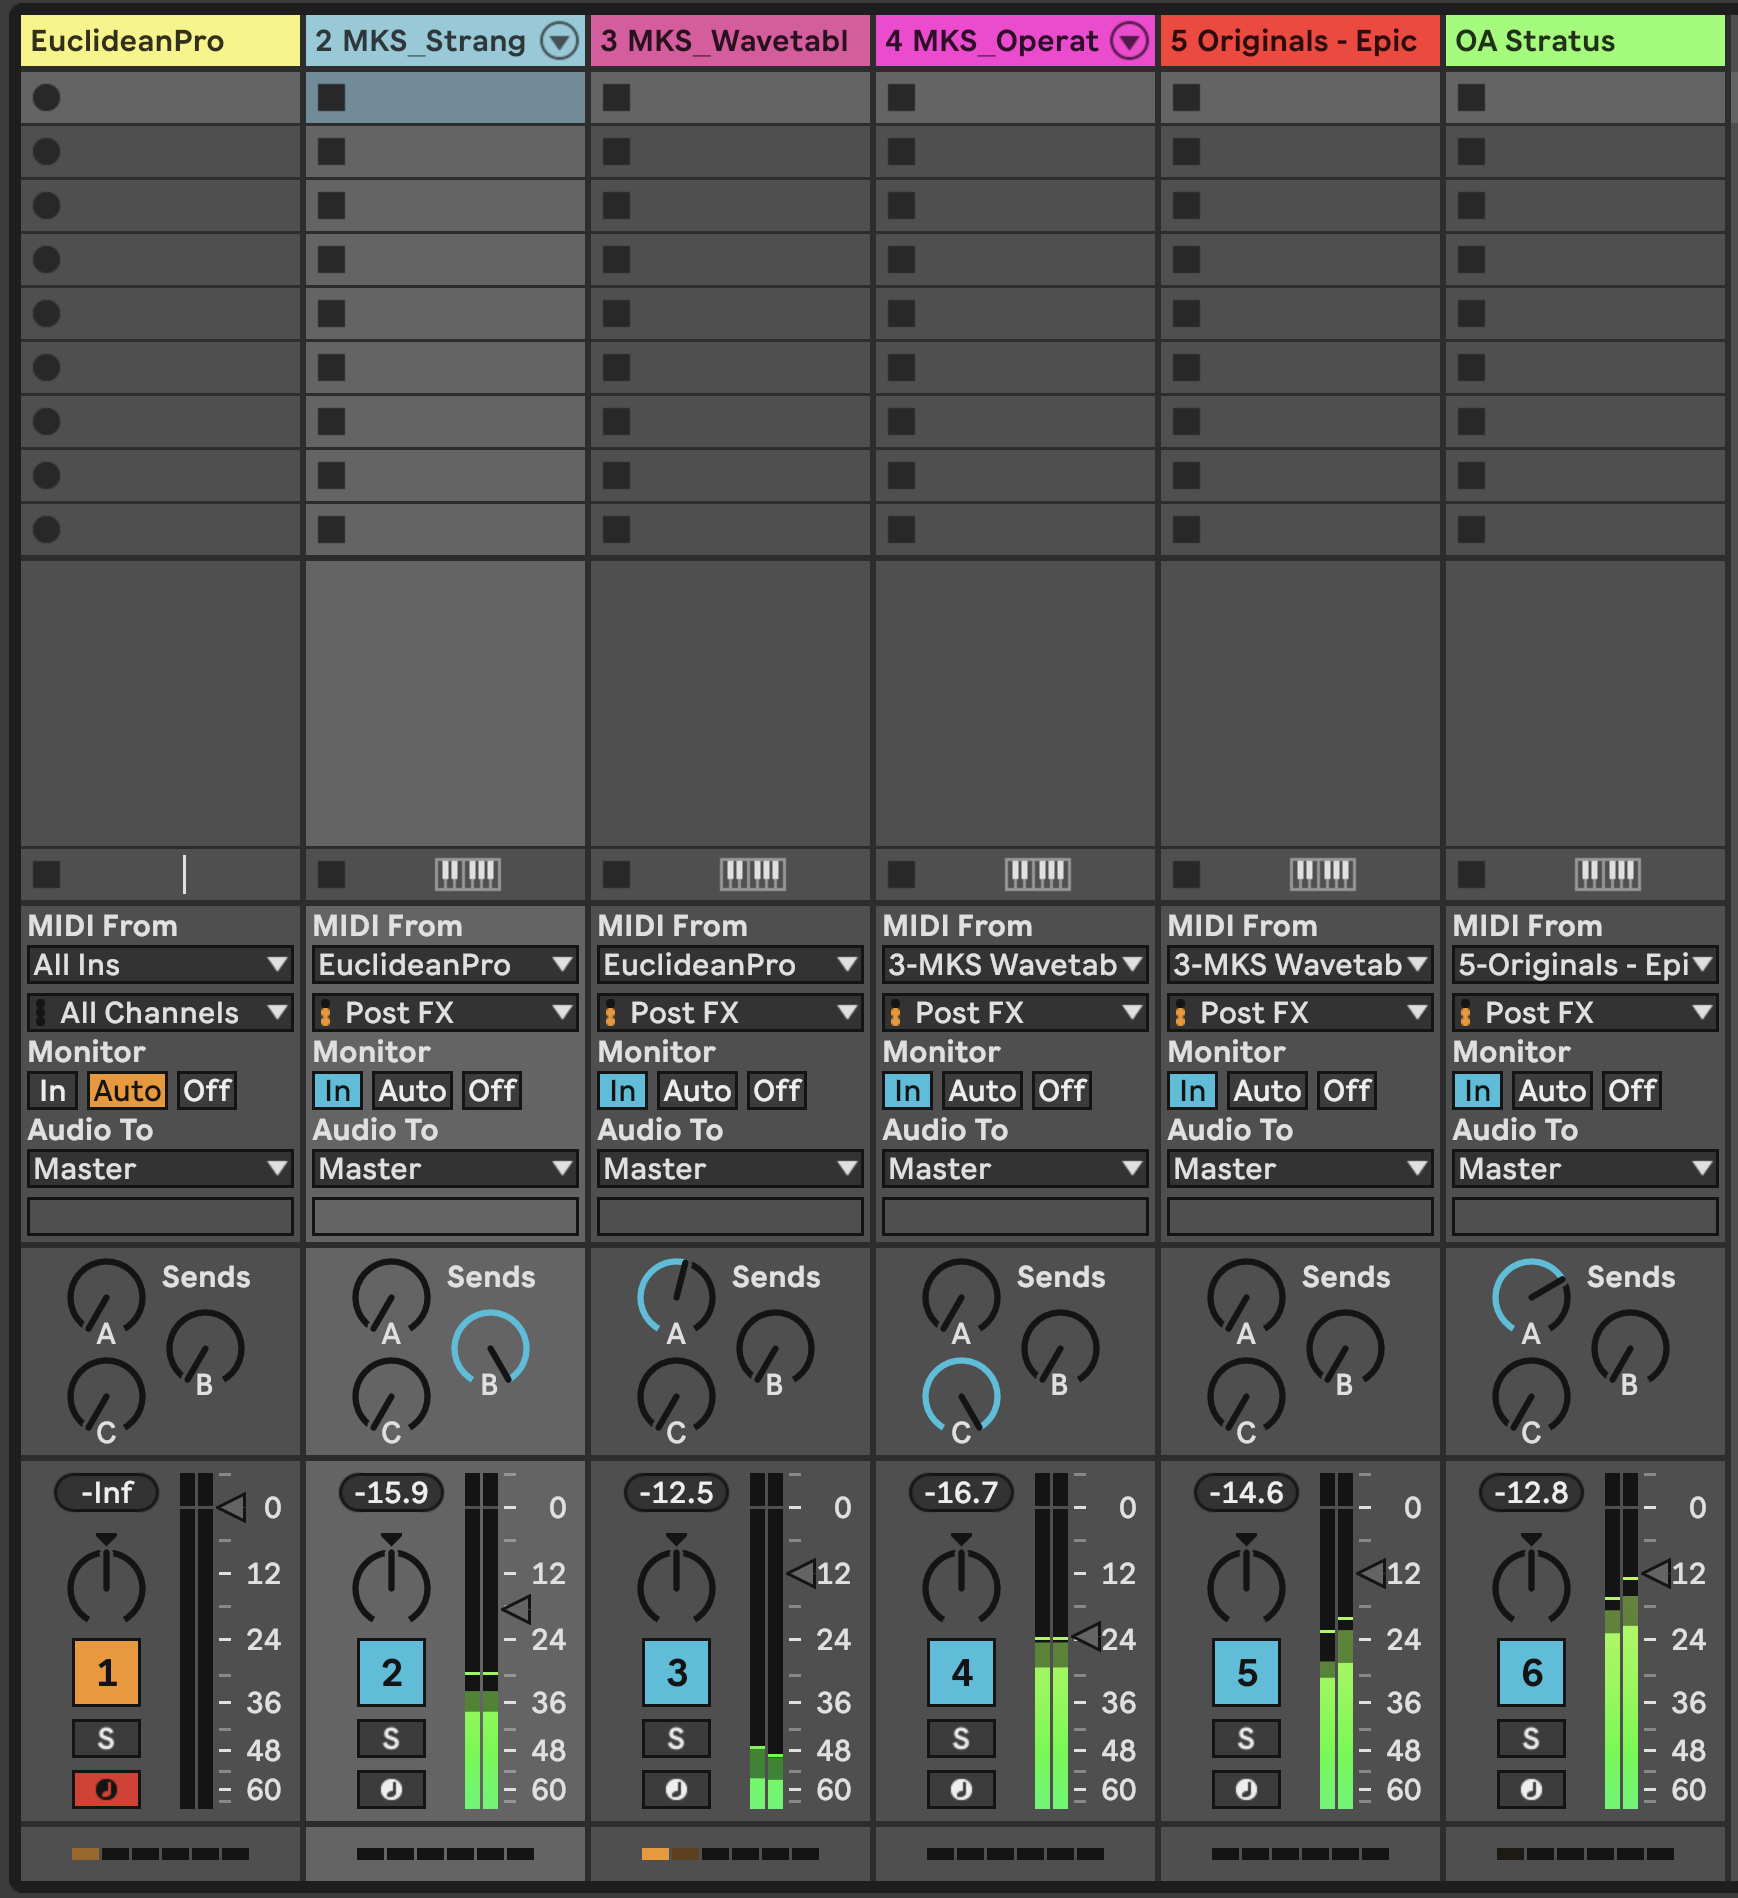 EuclideanPro 2 MKS_Strang 3 MKS_Wavetabl 4 MKS_Operat 5 Originals - Epic OA Stratus
MIDI From MIDI From MIDI From MIDI From MIDI From MIDI From
All Ins EuclideanPro EuclideanPro 3-MKS Wavetab 3-MKS Wavetab 5-Originals - Epi
All Channels Post FX Post FX Post FX Post FX Post FX
Monitor Monitor Monitor Monitor Monitor Monitor
In Auto Off In Auto Off In Auto Off In Auto Off In Auto Off In Auto Off
Audio To Audio To Audio To Audio To Audio To Audio To
Master Master Master Master Master Master
Sends Sends Sends Sends Sends Sends
A A A A A A
B B B B B B
C C C C C C
-Inf 0 -15.9 0 -12.5 0 -16.7 0 -14.6 0 -12.8 0
12 12 12 12 12 12
24 24 24 24 24 24
1 2 3 4 5 6
36 36 36 36 36 36
S S S S S S
48 48 48 48 48 48
60 60 60 60 60 60